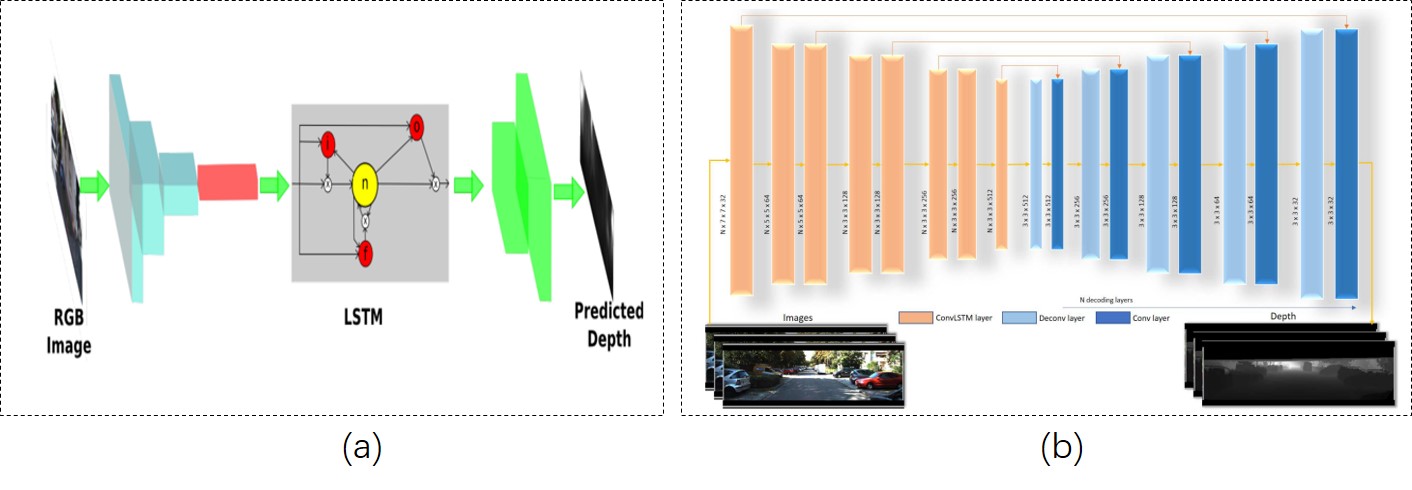 RGB
Image
I
n
f
o
x
x
x
LSTM
Predicted
Depth
(a)
N x 7 x 7 x 32
N x 5 x 5 x 64
N x 5 x 5 x 64
N x 3 x 3 x 128
N x 3 x 3 x 128
N x 3 x 3 x 256
N x 3 x 3 x 256
N x 3 x 3 x 512
3 x 3 x 512
3 x 3 x 512
3 x 3 x 256
3 x 3 x 256
3 x 3 x 128
3 x 3 x 128
3 x 3 x 64
3 x 3 x 64
3 x 3 x 32
3 x 3 x 32
N decoding layers
Images
ConvLSTM layer
Deconv layer
Conv layer
Depth
(b)